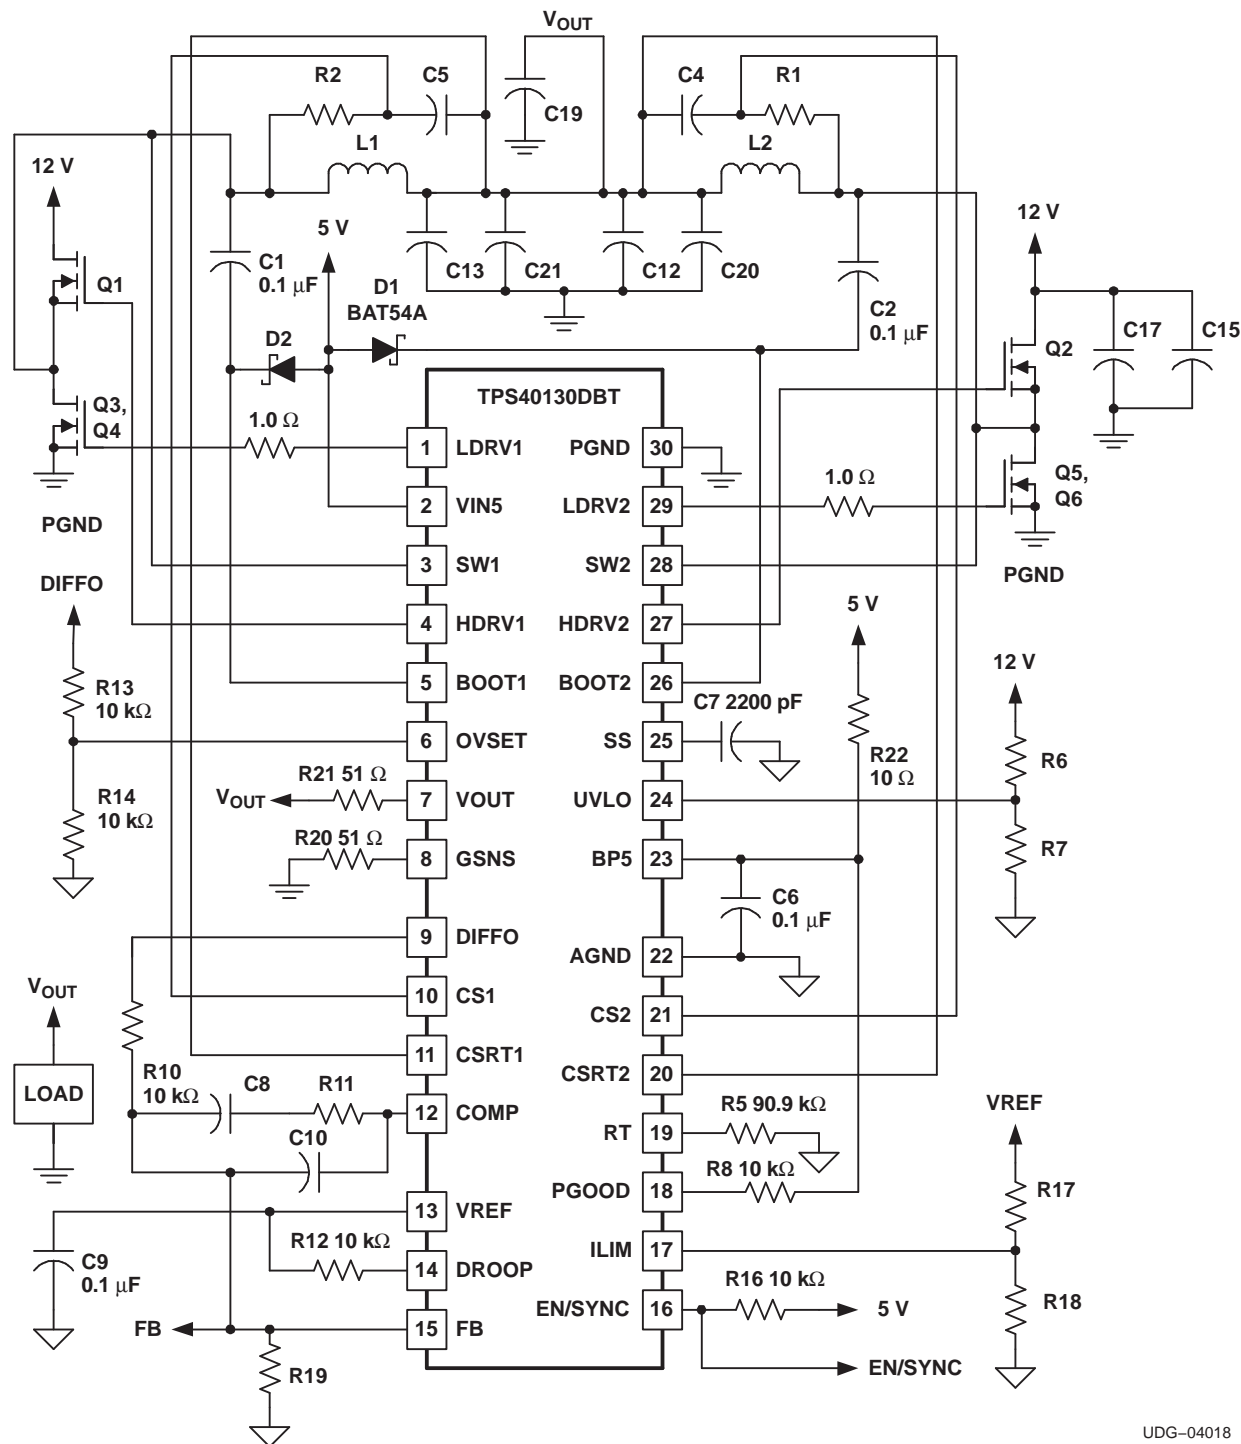 VOUT
R2
C5
C4
R1
C19
L1
L2
12 V
5 V
12 V
C1
0.1 μF
C13
C21
C12
C20
Q1
D1
BAT54A
C2
0.1 μF
C17
C15
D2
Q2
TPS40130DBT
Q3,
Q4
1.0 Ω
1 LDRV1
PGND 30
1.0 Ω
Q5,
Q6
2 VIN5
LDRV2 29
PGND
3 SW1
SW2 28
PGND
DIFFO
5 V
4 HDRV1
HDRV2 27
12 V
R13
10 kΩ
5 BOOT1
BOOT2 26
C7 2200 pF
6 OVSET
SS 25
R22
10 Ω
R6
R21 51 Ω
R14
10 kΩ
VOUT
7 VOUT
UVLO 24
R20 51 Ω
8 GSNS
BP5 23
R7
C6
0.1 μF
9 DIFFO
AGND 22
VOUT
10 CS1
CS2 21
11 CSRT1
CSRT2 20
LOAD
R10
10 kΩ
C8
R11
12 COMP
R5 90.9 kΩ
VREF
RT 19
C10
R8 10 kΩ
PGOOD 18
R17
13 VREF
R12 10 kΩ
ILIM 17
C9
0.1 μF
14 DROOP
R16 10 kΩ
EN/SYNC 16
5 V
R18
FB
15 FB
R19
EN/SYNC
UDG–04018